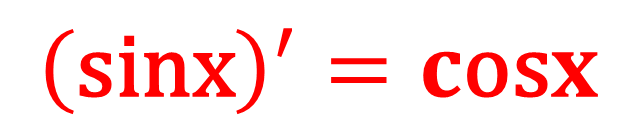 (sinx)′ = cosx